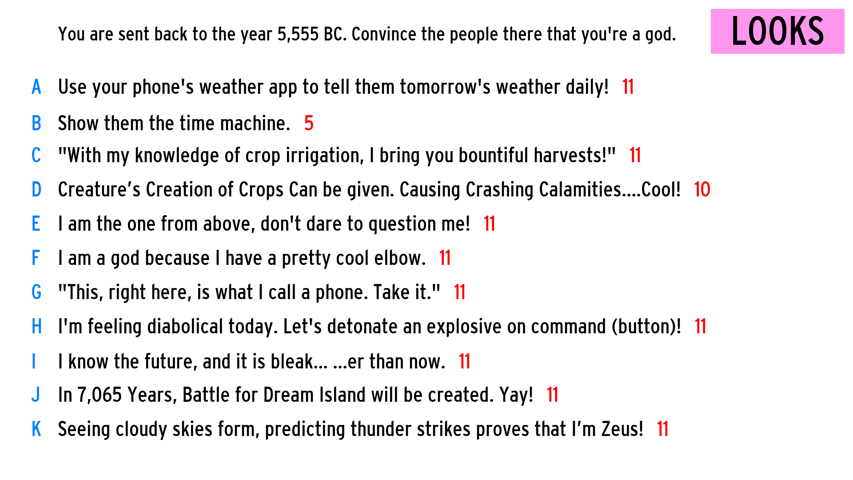 You are sent back to the year 5,555 BC. Convince the people there that you're a god.
LOOKS
A Use your phone's weather app to tell them tomorrow's weather daily! 11
B Show them the time machine. 5
C "With my knowledge of crop irrigation, I bring you bountiful harvests!" 11
D Creature’s Creation of Crops Can be given. Causing Crashing Calamities....Cool! 10
E I am the one from above, don't dare to question me! 11
F I am a god because I have a pretty cool elbow. 11
G "This, right here, is what I call a phone. Take it." 11
H I'm feeling diabolical today. Let's detonate an explosive on command (button)! 11
I I know the future, and it is bleak... ...er than now. 11
J In 7,065 Years, Battle for Dream Island will be created. Yay! 11
K Seeing cloudy skies form, predicting thunder strikes proves that I’m Zeus! 11